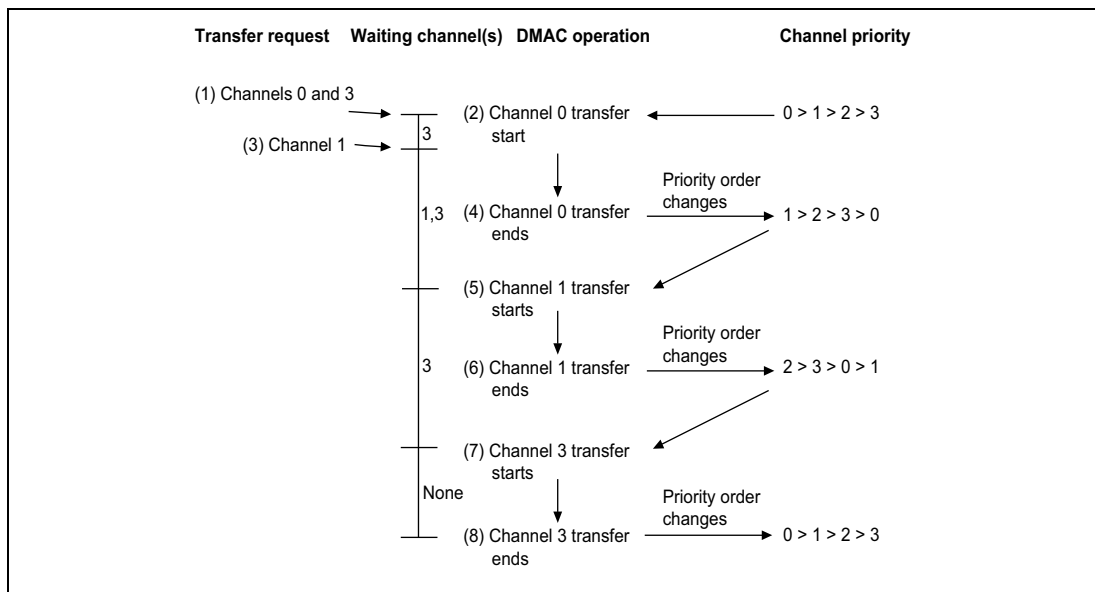 Transfer request Waiting channel(s) DMAC operation Channel priority
(1) Channels 0 and 3
(2) Channel 0 transfer
start
0 > 1 > 2 > 3
3
(3) Channel 1
Priority order
changes
1,3
(4) Channel 0 transfer
ends
1 > 2 > 3 > 0
(5) Channel 1 transfer
starts
Priority order
changes
3
(6) Channel 1 transfer
ends
2 > 3 > 0 > 1
(7) Channel 3 transfer
starts
None
Priority order
changes
(8) Channel 3 transfer
ends
0 > 1 > 2 > 3